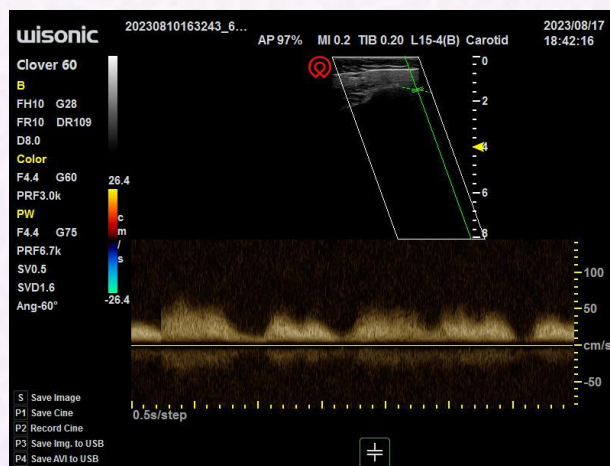 wisonic
20230810163243_6...
AP 97% MI 0.2 TIB 0.20 L15-4(B) Carotid
2023/08/17
18:42:16
Clover 60
B
FH10 G28
FR10 DR109
D8.0
Color
F4.4 G60
PRF3.0k
PW
F4.4 G75
PRF6.7k
SV0.5
SVD1.6
Ang-60°
26.4
c
m
/
s
-26.4
0
2
4
6
8
100
50
cm/s
-50
0.5s/step
S Save Image
P1 Save Cine
P2 Record Cine
P3 Save Img. to USB
P4 Save AVI to USB